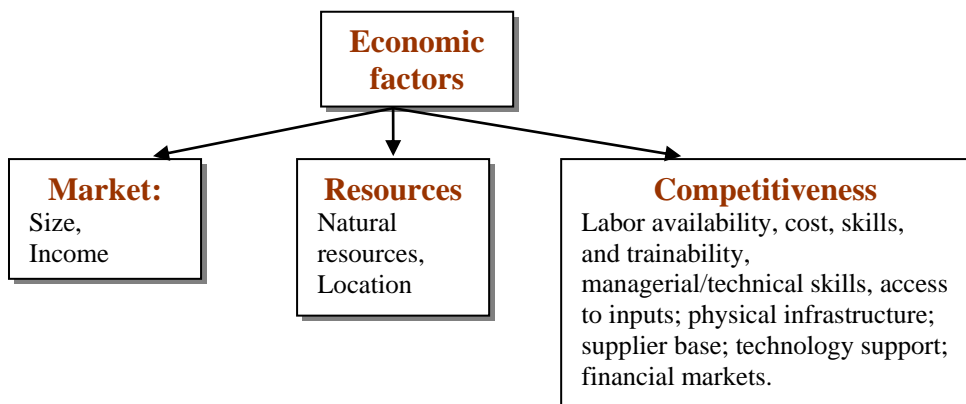 Economic
factors
Market:
Size,
Income
Resources
Natural
resources,
Location
Competitiveness
Labor availability, cost, skills,
and trainability,
managerial/technical skills, access
to inputs; physical infrastructure;
supplier base; technology support;
financial markets.